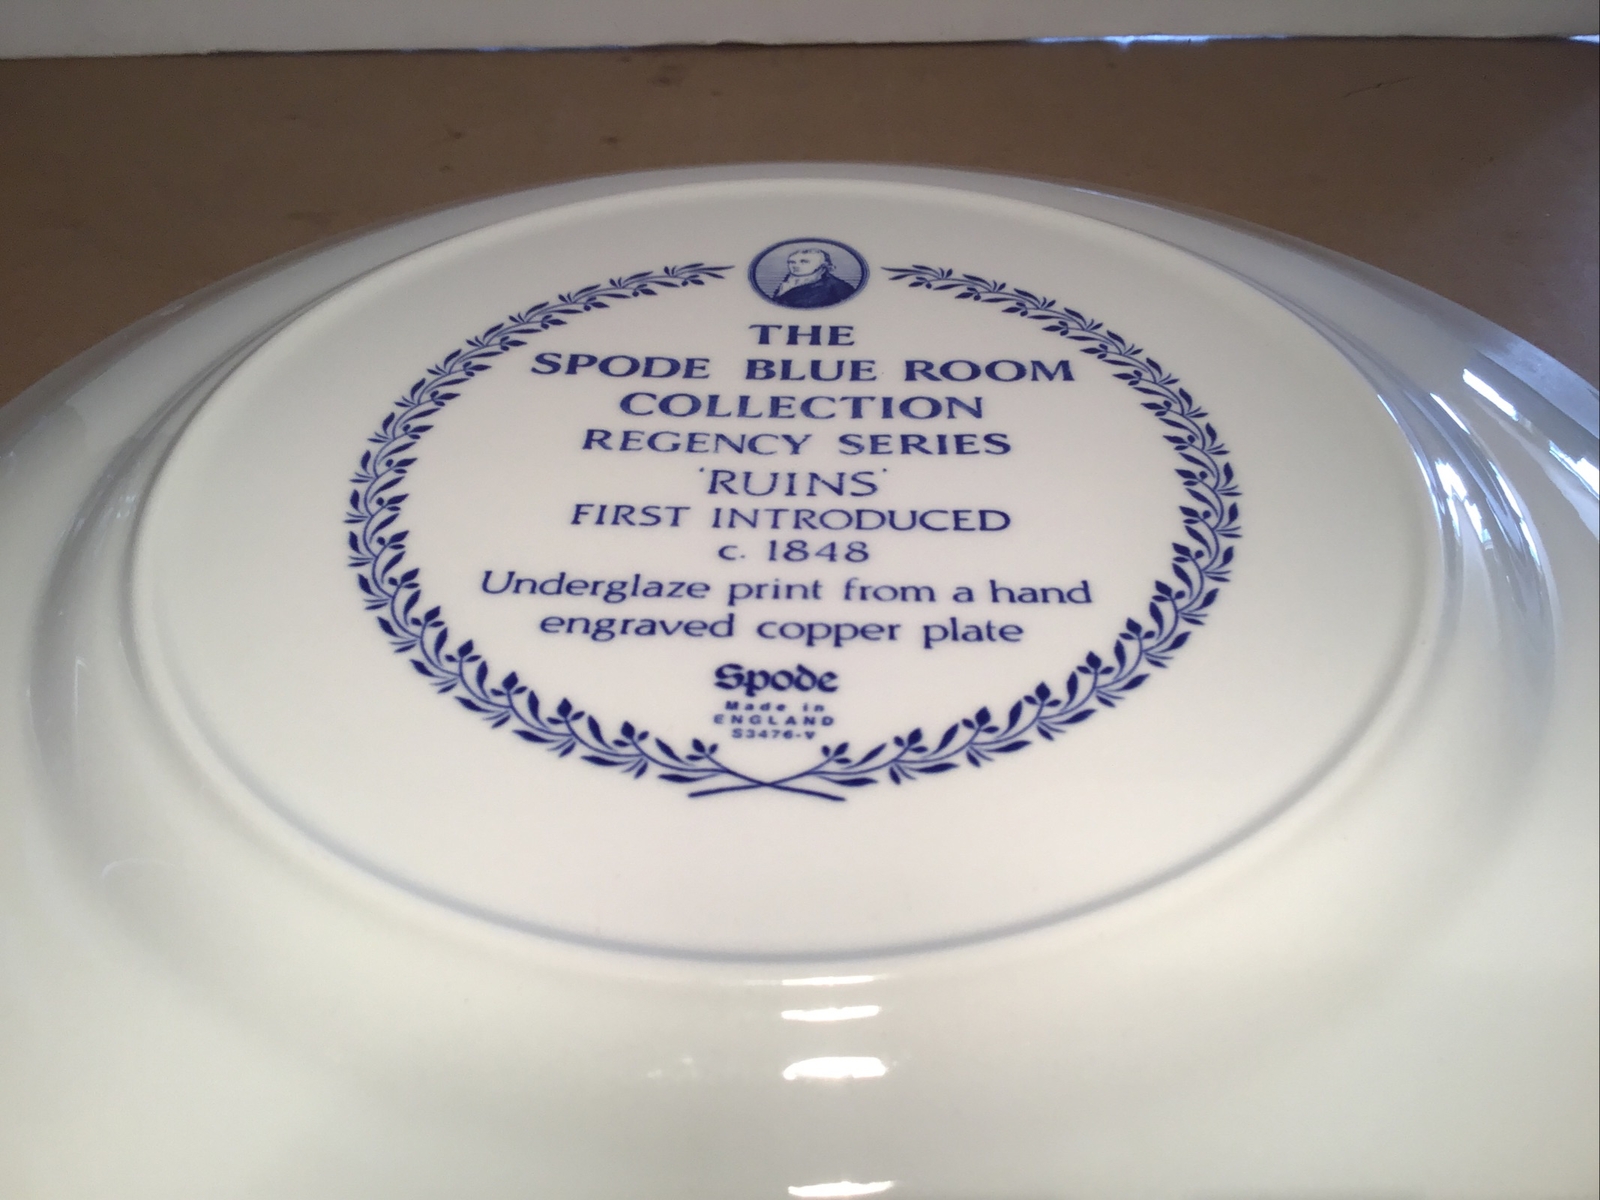 THE
SPODE BLUE ROOM
COLLECTION
REGENCY SERIES
'RUINS'
FIRST INTRODUCED
c. 1848
Underglaze print from a hand
engraved copper plate
Spode
Made in
ENGLAND
S3476-V